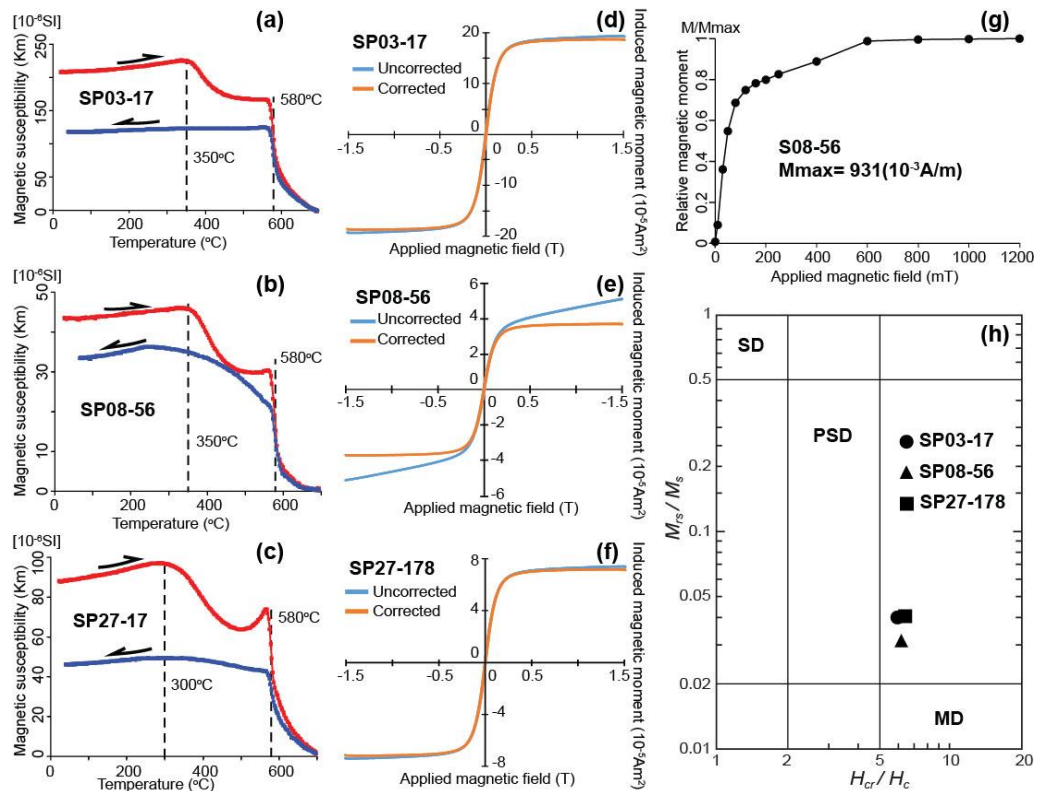 (a)
[10⁻⁶SI]
Magnetic susceptibility (Km)
250
150
50
0
SP03-17
350ºC
580ºC
0 200 400 600
Temperature (ºC)
(b)
[10⁻⁶SI]
Magnetic susceptibility (Km)
50
30
10
0
SP08-56
350ºC
580ºC
0 200 400 600
Temperature (ºC)
(c)
[10⁻⁶SI]
Magnetic susceptibility (Km)
100
80
60
40
20
0
SP27-17
300ºC
580ºC
0 200 400 600
Temperature (ºC)
(d)
SP03-17
Uncorrected
Corrected
20
10
0
-10
-20
-1.5 -0.5 0 0.5 1.5
Applied magnetic field (T)
Induced magnetic moment (10⁻⁵Am²)
(e)
SP08-56
Uncorrected
Corrected
6
4
2
0
-2
-4
-6
-1.5 -0.5 0 0.5 1.5
Applied magnetic field (T)
Induced magnetic moment (10⁻⁵Am²)
(f)
SP27-178
Uncorrected
Corrected
8
4
0
-4
-8
-1.5 -0.5 0 0.5 1.5
Applied magnetic field (T)
Induced magnetic moment (10⁻⁵Am²)
(g)
M/Mmax
Relative magnetic moment
1
0.8
0.6
0.4
0.2
0
S08-56
Mmax= 931(10⁻³A/m)
0 200 400 600 800 1000 1200
Applied magnetic field (mT)
(h)
Mrs / Ms
1
0.5
0.2
0.1
0.05
0.02
0.01
SD
PSD
MD
SP03-17
SP08-56
SP27-178
1 2 5 10 20
Hcr / Hc